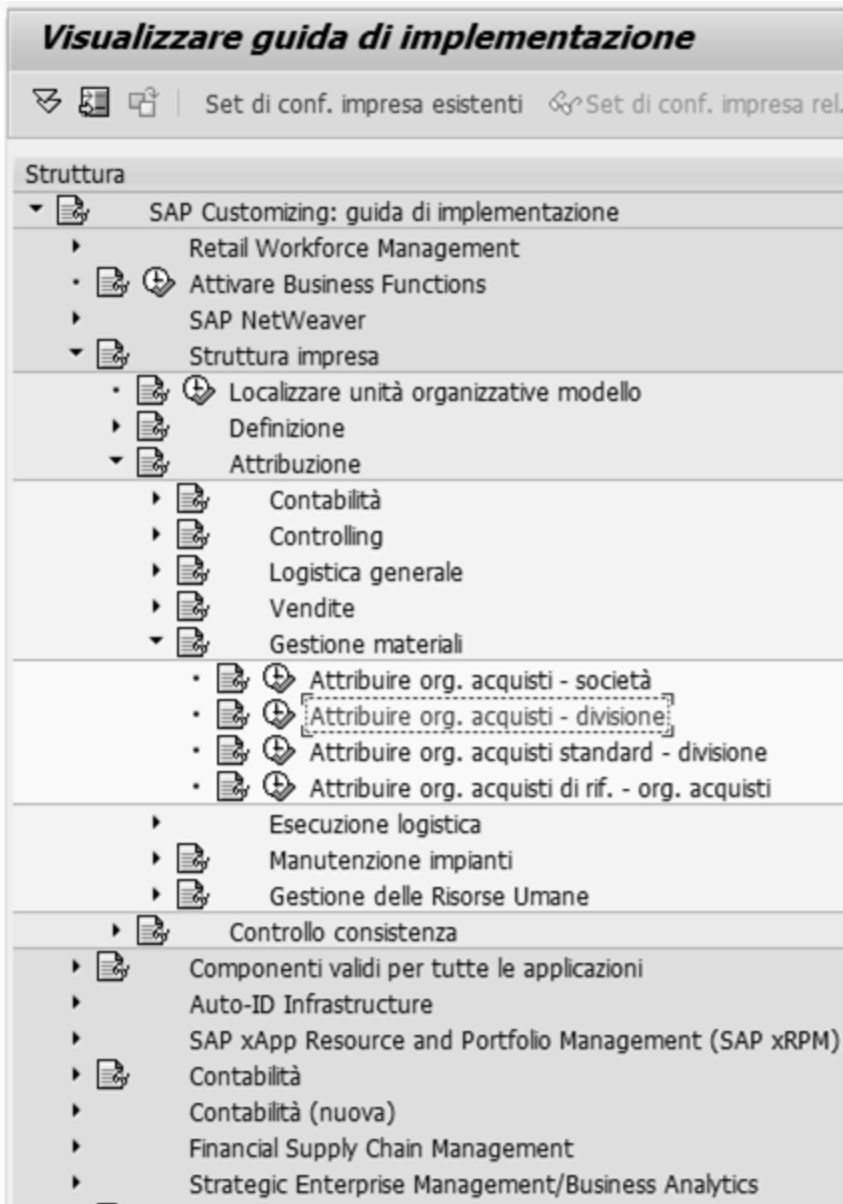 Visualizzare guida di implementazione
Set di conf. impresa esistenti Set di conf. impresa rel.
Struttura
SAP Customizing: guida di implementazione
Retail Workforce Management
Attivare Business Functions
SAP NetWeaver
Struttura impresa
Localizzare unità organizzative modello
Definizione
Attribuzione
Contabilità
Controlling
Logistica generale
Vendite
Gestione materiali
Attribuire org. acquisti - società
Attribuire org. acquisti - divisione
Attribuire org. acquisti standard - divisione
Attribuire org. acquisti di rif. - org. acquisti
Esecuzione logistica
Manutenzione impianti
Gestione delle Risorse Umane
Controllo consistenza
Componenti validi per tutte le applicazioni
Auto-ID Infrastructure
SAP xApp Resource and Portfolio Management (SAP xRPM)
Contabilità
Contabilità (nuova)
Financial Supply Chain Management
Strategic Enterprise Management/Business Analytics